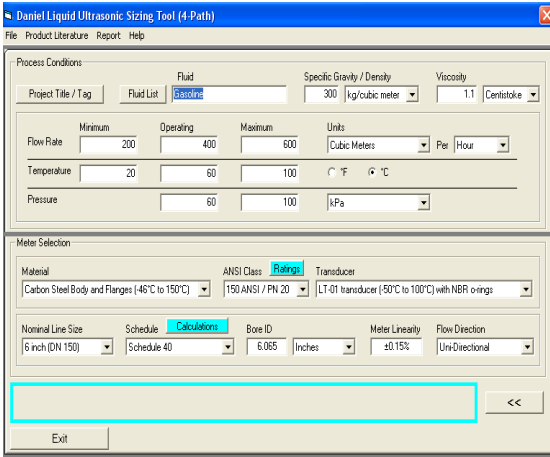 Daniel Liquid Ultrasonic Sizing Tool (4-Path)
File Product Literature Report Help
Process Conditions
Fluid Specific Gravity / Density Viscosity
Project Title / Tag Fluid List Gasoline 300 kg/cubic meter 1.1 Centistoke
Minimum Operating Maximum Units
Flow Rate 200 400 600 Cubic Meters Per Hour
Temperature 20 60 100 °F °C
Pressure 60 100 kPa
Meter Selection
Material ANSI Class Ratings Transducer
Carbon Steel Body and Flanges (-46°C to 150°C) 150 ANSI / PN 20 LT-01 transducer (-50°C to 100°C) with NBR o-rings
Nominal Line Size Schedule Calculations Bore ID Meter Linearity Flow Direction
6 inch (DN 150) Schedule 40 6.065 Inches ±0.15% Uni-Directional
<<
Exit